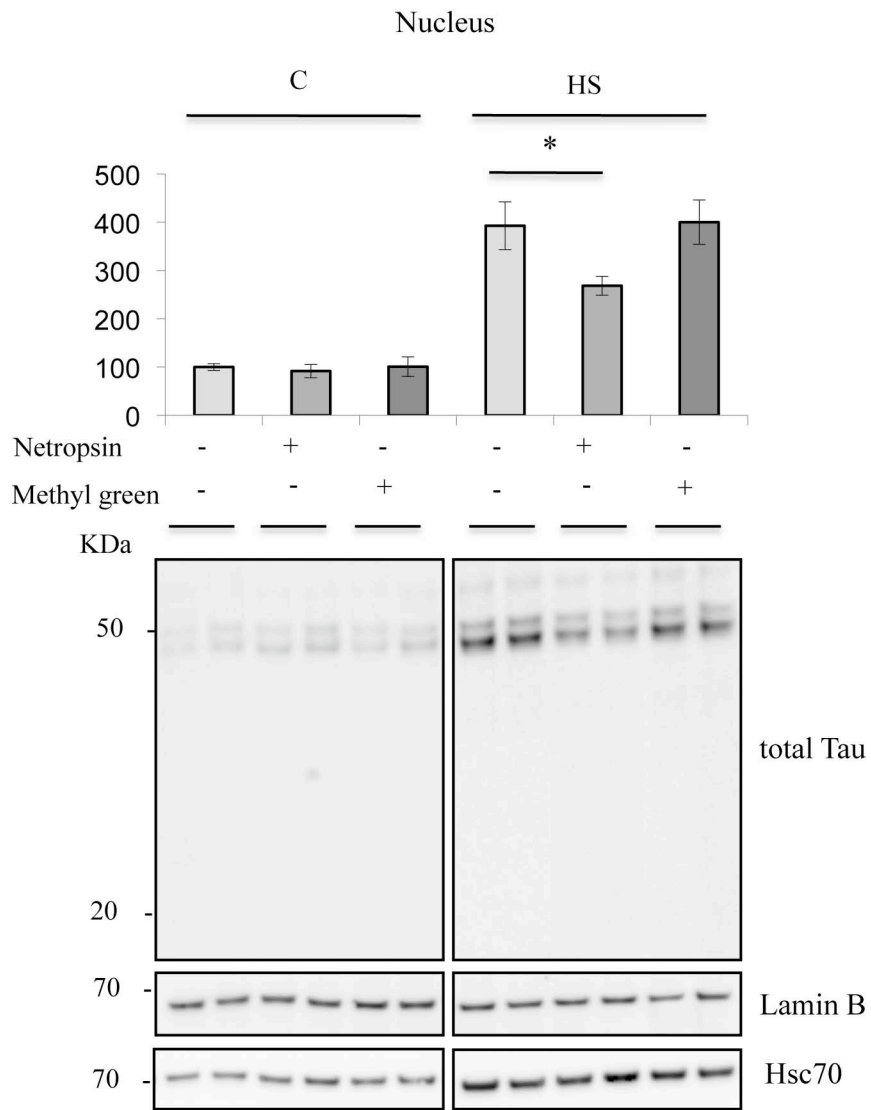 Nucleus
C HS
*
500
400
300
200
100
0
Netropsin - + - - + -
Methyl green - - + - - +
KDa
50 -
total Tau
20 -
70 - Lamin B
70 - Hsc70